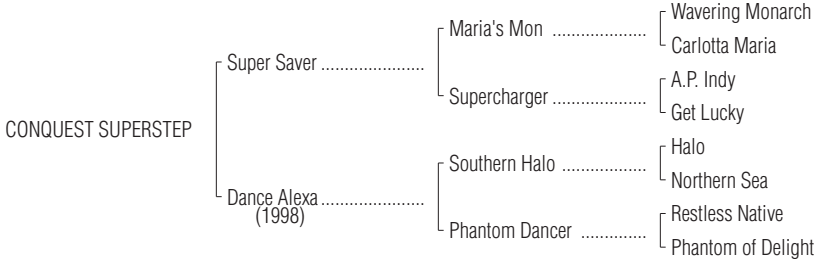 Wavering Monarch
Maria's Mon .....................
Carlotta Maria
Super Saver .......................
A.P. Indy
Supercharger .....................
Get Lucky
CONQUEST SUPERSTEP
Halo
Southern Halo ...................
Northern Sea
Dance Alexa.......................
(1998)
Restless Native
Phantom Dancer ...............
Phantom of Delight